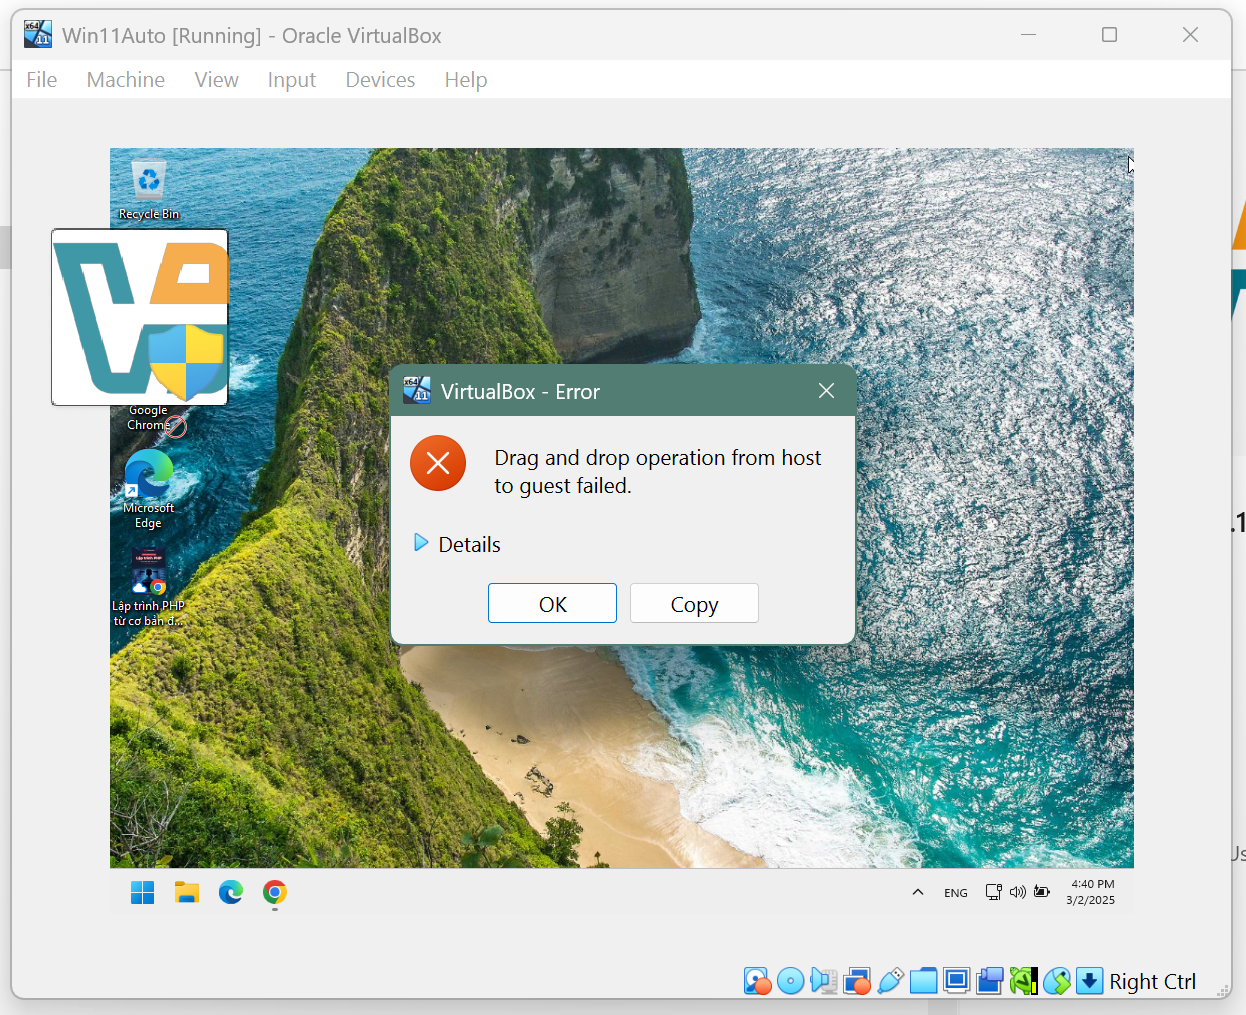 Win11Auto [Running] - Oracle VirtualBox
File Machine View Input Devices Help
Recycle Bin
Google
Chrome
Microsoft
Edge
Lập trình PHP
từ cơ bản d...
VirtualBox - Error
Drag and drop operation from host
to guest failed.
Details
OK Copy
ENG
4:40 PM
3/2/2025
Right Ctrl
.1
Us